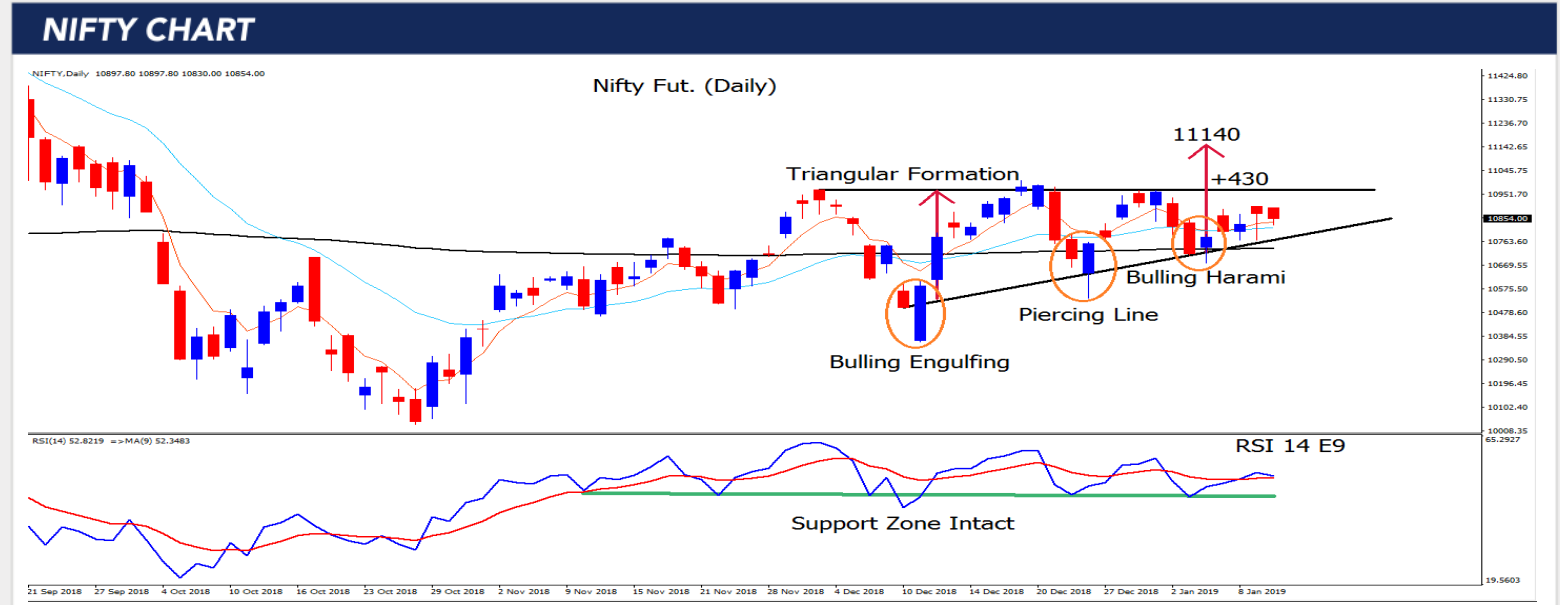 NIFTY CHART
NIFTY,Daily 10897.80 10897.80 10830.00 10854.00
Nifty Fut. (Daily)
11424.80
11330.75
11236.70
11142.65
11045.75
10951.70
10854.00
10763.60
10669.55
10575.50
10478.60
10384.55
10290.50
10196.45
10102.40
10008.35
11140
+430
Triangular Formation
Bulling Harami
Piercing Line
Bulling Engulfing
RSI(14) 52.8219 =>MA(9) 52.3483
65.2927
RSI 14 E9
Support Zone Intact
19.5603
21 Sep 2018 27 Sep 2018 4 Oct 2018 10 Oct 2018 16 Oct 2018 23 Oct 2018 29 Oct 2018 2 Nov 2018 9 Nov 2018 15 Nov 2018 21 Nov 2018 28 Nov 2018 4 Dec 2018 10 Dec 2018 14 Dec 2018 20 Dec 2018 27 Dec 2018 2 Jan 2019 8 Jan 2019